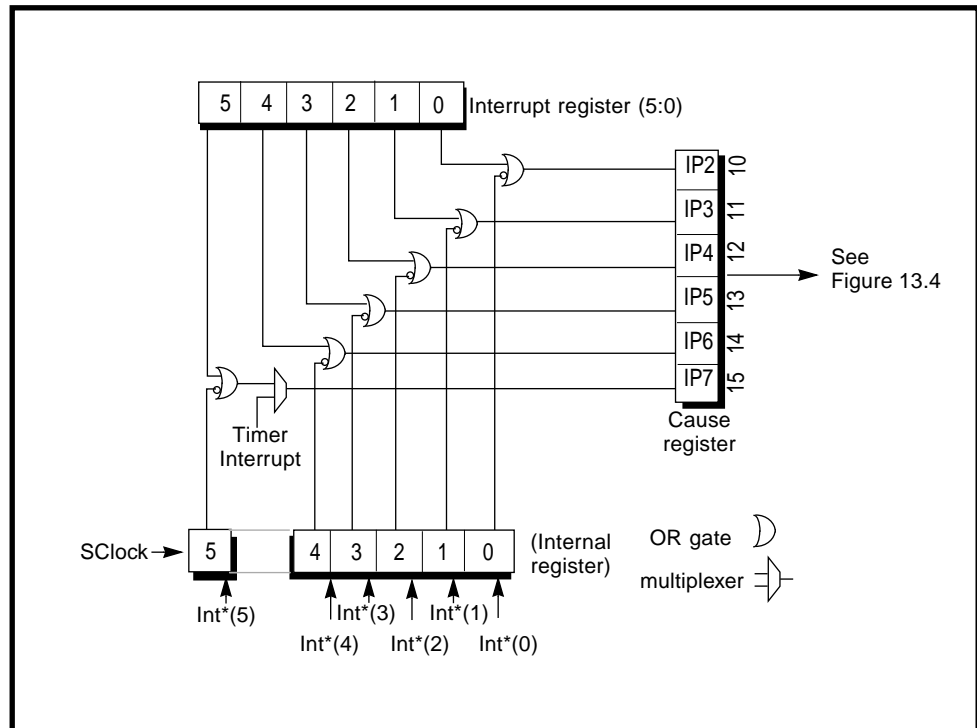 5 4 3 2 1 0
Interrupt register (5:0)
IP2 10
IP3 11
IP4 12
IP5 13
IP6 14
IP7 15
See
Figure 13.4
Cause
register
Timer
Interrupt
SClock
5
4 3 2 1 0
(Internal
register)
OR gate
multiplexer
Int*(5)
Int*(3)
Int*(1)
Int*(4)
Int*(2)
Int*(0)